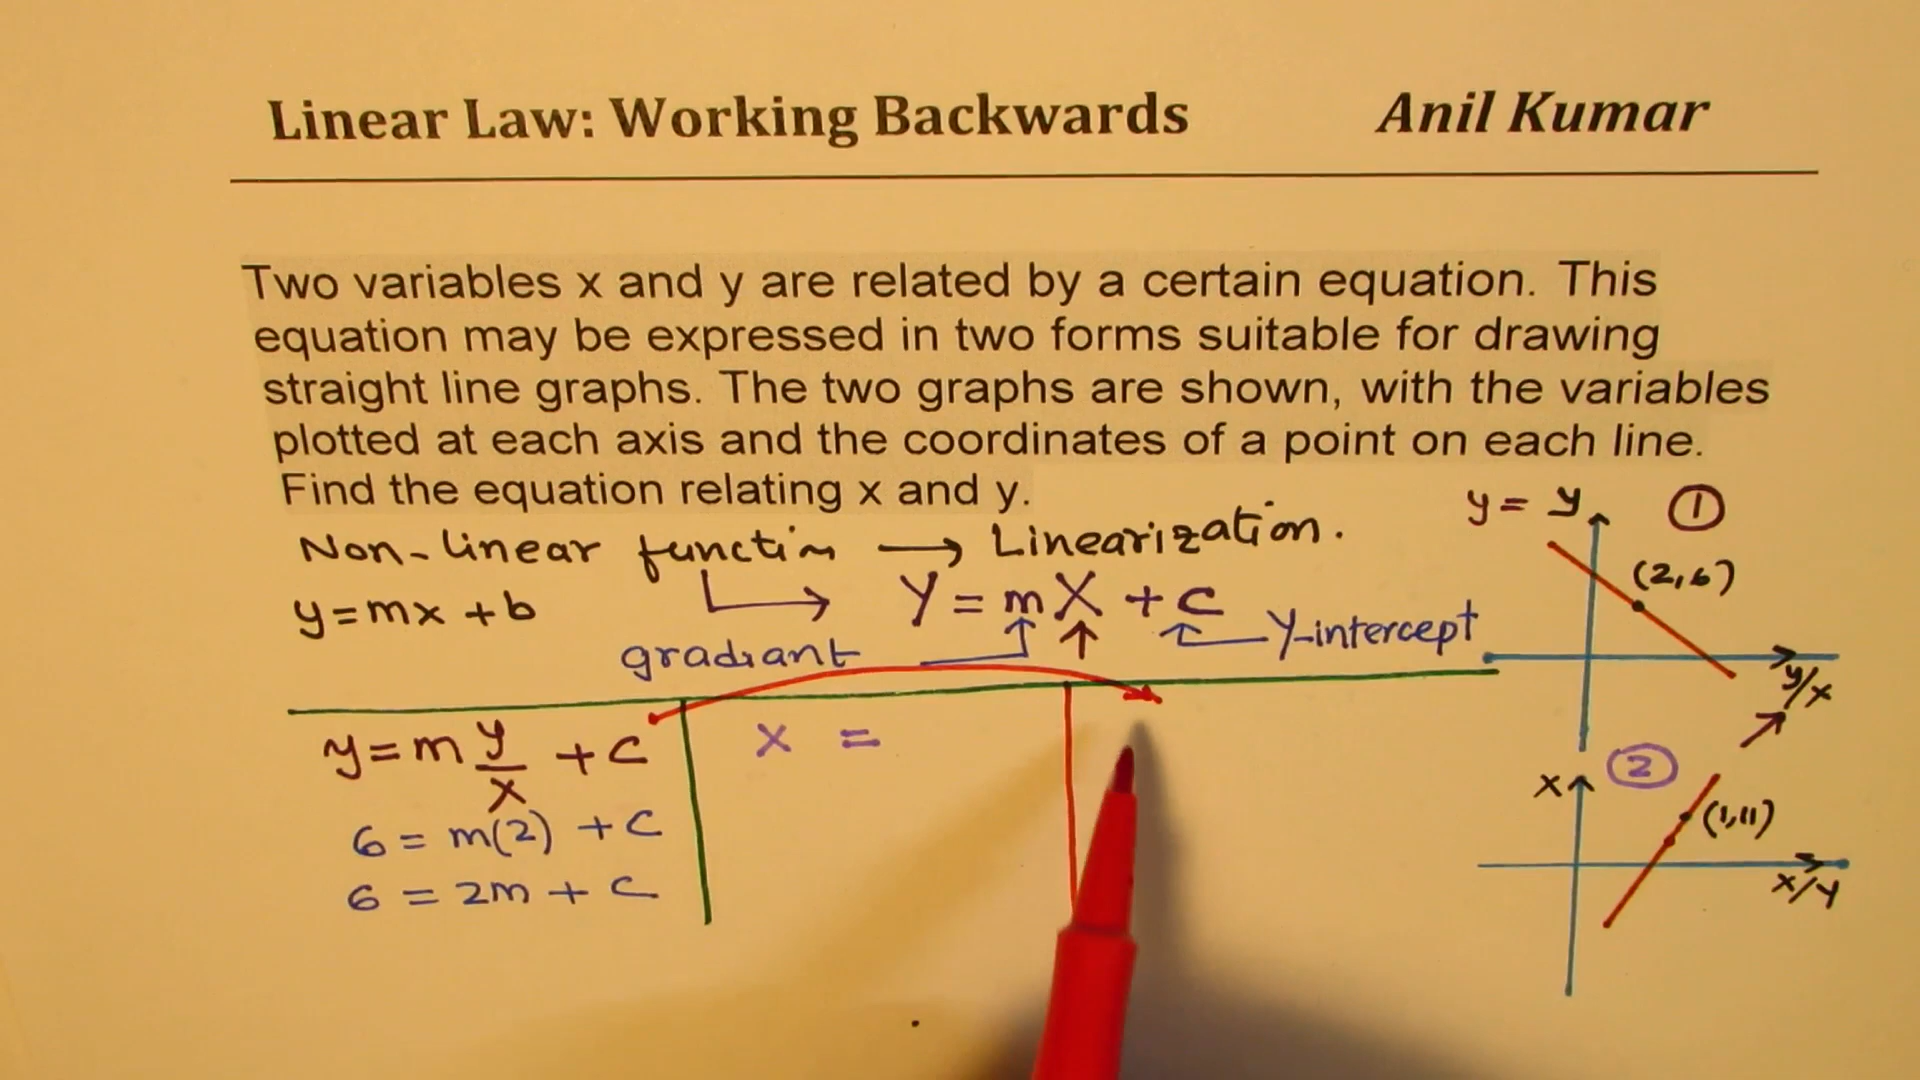 Linear Law: Working Backwards Anil Kumar
Two variables x and y are related by a certain equation. This
equation may be expressed in two forms suitable for drawing
straight line graphs. The two graphs are shown, with the variables
plotted at each axis and the coordinates of a point on each line.
Find the equation relating x and y.
Non-linear function → Linearization.
y=mx+b → Y = mX + c
gradiant Y-intercept
y = m y/x + c
6 = m(2) + c
6 = 2m + c
x =
y = y ①
(2,6)
y/x
x ②
(1,11)
x/y